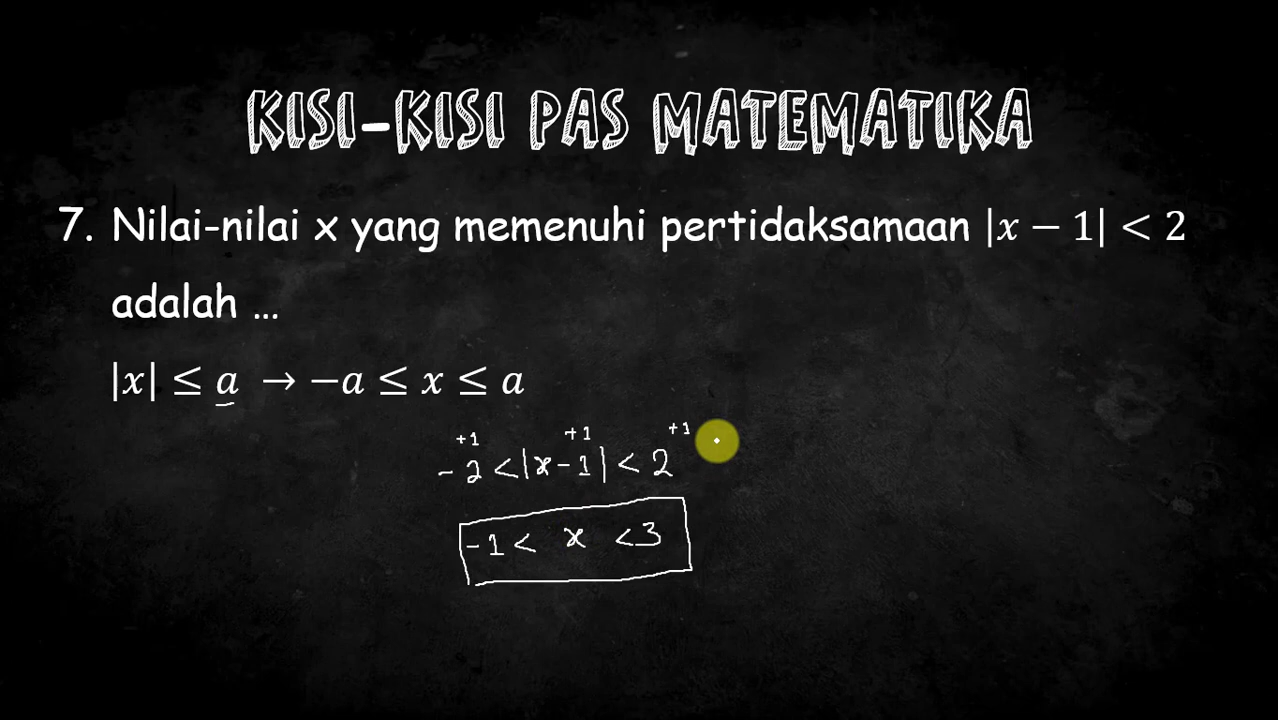 KISI-KISI PAS MATEMATIKA
7. Nilai-nilai x yang memenuhi pertidaksamaan |x − 1| < 2
adalah ...
|x| ≤ a → −a ≤ x ≤ a
+1 +1 +1
-2 < |x-1| < 2
-1 < x < 3